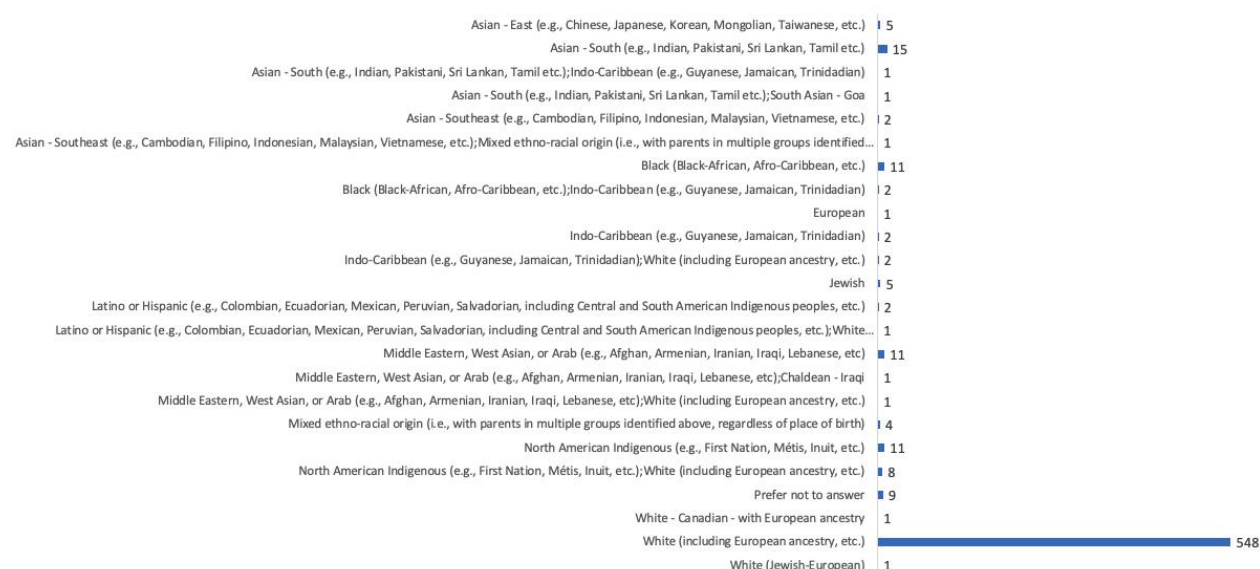 Asian - East (e.g., Chinese, Japanese, Korean, Mongolian, Taiwanese, etc.) 5
Asian - South (e.g., Indian, Pakistani, Sri Lankan, Tamil etc.) 15
Asian - South (e.g., Indian, Pakistani, Sri Lankan, Tamil etc.);Indo-Caribbean (e.g., Guyanese, Jamaican, Trinidadian) 1
Asian - South (e.g., Indian, Pakistani, Sri Lankan, Tamil etc.);South Asian - Goa 1
Asian - Southeast (e.g., Cambodian, Filipino, Indonesian, Malaysian, Vietnamese, etc.) 2
Asian - Southeast (e.g., Cambodian, Filipino, Indonesian, Malaysian, Vietnamese, etc.);Mixed ethno-racial origin (i.e., with parents in multiple groups identified... 1
Black (Black-African, Afro-Caribbean, etc.) 11
Black (Black-African, Afro-Caribbean, etc.);Indo-Caribbean (e.g., Guyanese, Jamaican, Trinidadian) 2
European 1
Indo-Caribbean (e.g., Guyanese, Jamaican, Trinidadian) 2
Indo-Caribbean (e.g., Guyanese, Jamaican, Trinidadian);White (including European ancestry, etc.) 2
Jewish 5
Latino or Hispanic (e.g., Colombian, Ecuadorian, Mexican, Peruvian, Salvadorian, including Central and South American Indigenous peoples, etc.) 2
Latino or Hispanic (e.g., Colombian, Ecuadorian, Mexican, Peruvian, Salvadorian, including Central and South American Indigenous peoples, etc.);White... 1
Middle Eastern, West Asian, or Arab (e.g., Afghan, Armenian, Iranian, Iraqi, Lebanese, etc) 11
Middle Eastern, West Asian, or Arab (e.g., Afghan, Armenian, Iranian, Iraqi, Lebanese, etc);Chaldean - Iraqi 1
Middle Eastern, West Asian, or Arab (e.g., Afghan, Armenian, Iranian, Iraqi, Lebanese, etc);White (including European ancestry, etc.) 1
Mixed ethno-racial origin (i.e., with parents in multiple groups identified above, regardless of place of birth) 4
North American Indigenous (e.g., First Nation, Métis, Inuit, etc.) 11
North American Indigenous (e.g., First Nation, Métis, Inuit, etc.);White (including European ancestry, etc.) 8
Prefer not to answer 9
White - Canadian - with European ancestry 1
White (including European ancestry, etc.) 548
White (Jewish-European) 1